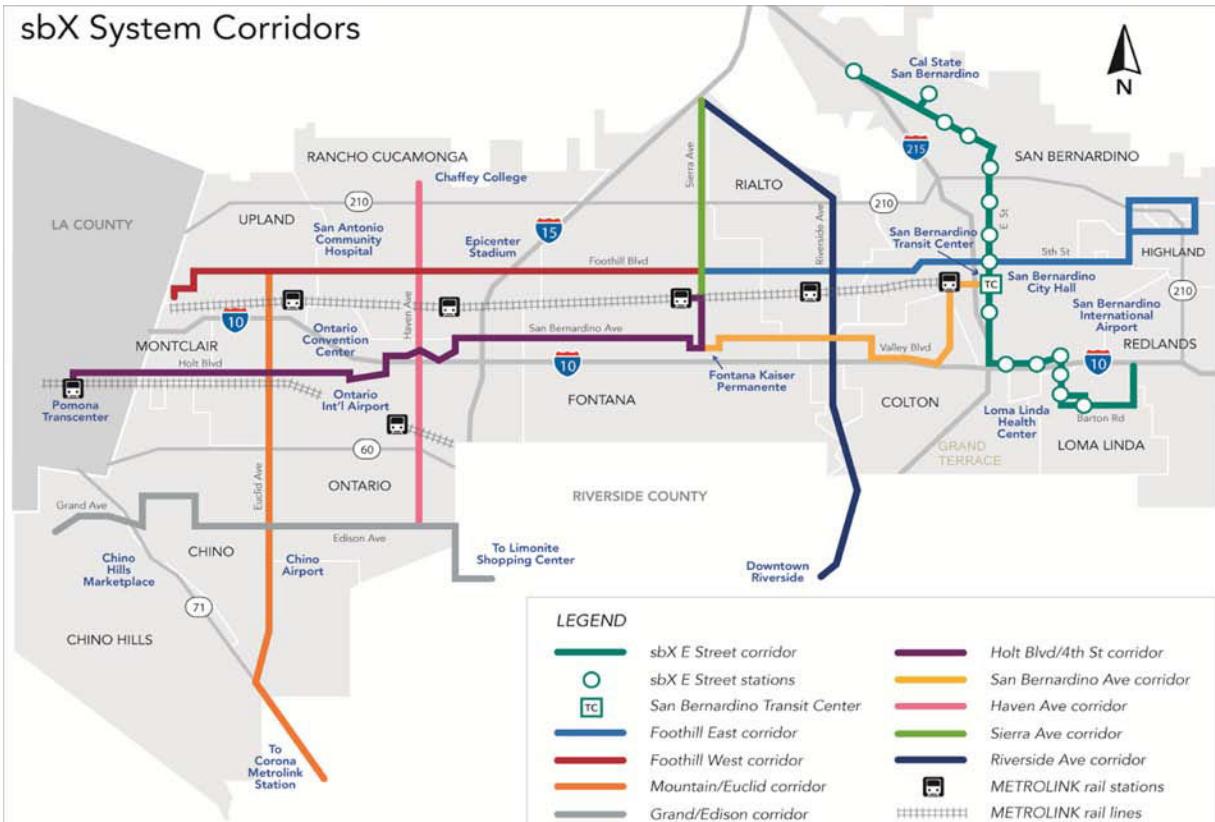 sbX System Corridors
N
Cal State
San Bernardino
215
SAN BERNARDINO
RANCHO CUCAMONGA
Chaffey College
Sierra Ave
RIALTO
210
UPLAND
210
210
LA COUNTY
San Antonio
Community
Hospital
Epicenter
Stadium
15
Riverside Ave
San Bernardino
Transit Center
E St
Foothill Blvd
5th St
HIGHLAND
TC
San Bernardino
City Hall
210
10
Haven Ave
San Bernardino
International
Airport
MONTCLAIR
Ontario
Convention
Center
San Bernardino Ave
Valley Blvd
REDLANDS
Holt Blvd
10
10
Fontana Kaiser
Permanente
Pomona
Transcenter
Ontario
Int'l Airport
FONTANA
COLTON
Loma Linda
Health
Center
Barton Rd
60
GRAND
TERRACE
LOMA LINDA
Euclid Ave
ONTARIO
RIVERSIDE COUNTY
Grand Ave
CHINO
Edison Ave
To Limonite
Shopping Center
Chino
Hills
Marketplace
Chino
Airport
Downtown
Riverside
71
CHINO HILLS
To
Corona
Metrolink
Station
LEGEND
sbX E Street corridor
sbX E Street stations
TC
San Bernardino Transit Center
Foothill East corridor
Foothill West corridor
Mountain/Euclid corridor
Grand/Edison corridor
Holt Blvd/4th St corridor
San Bernardino Ave corridor
Haven Ave corridor
Sierra Ave corridor
Riverside Ave corridor
METROLINK rail stations
METROLINK rail lines